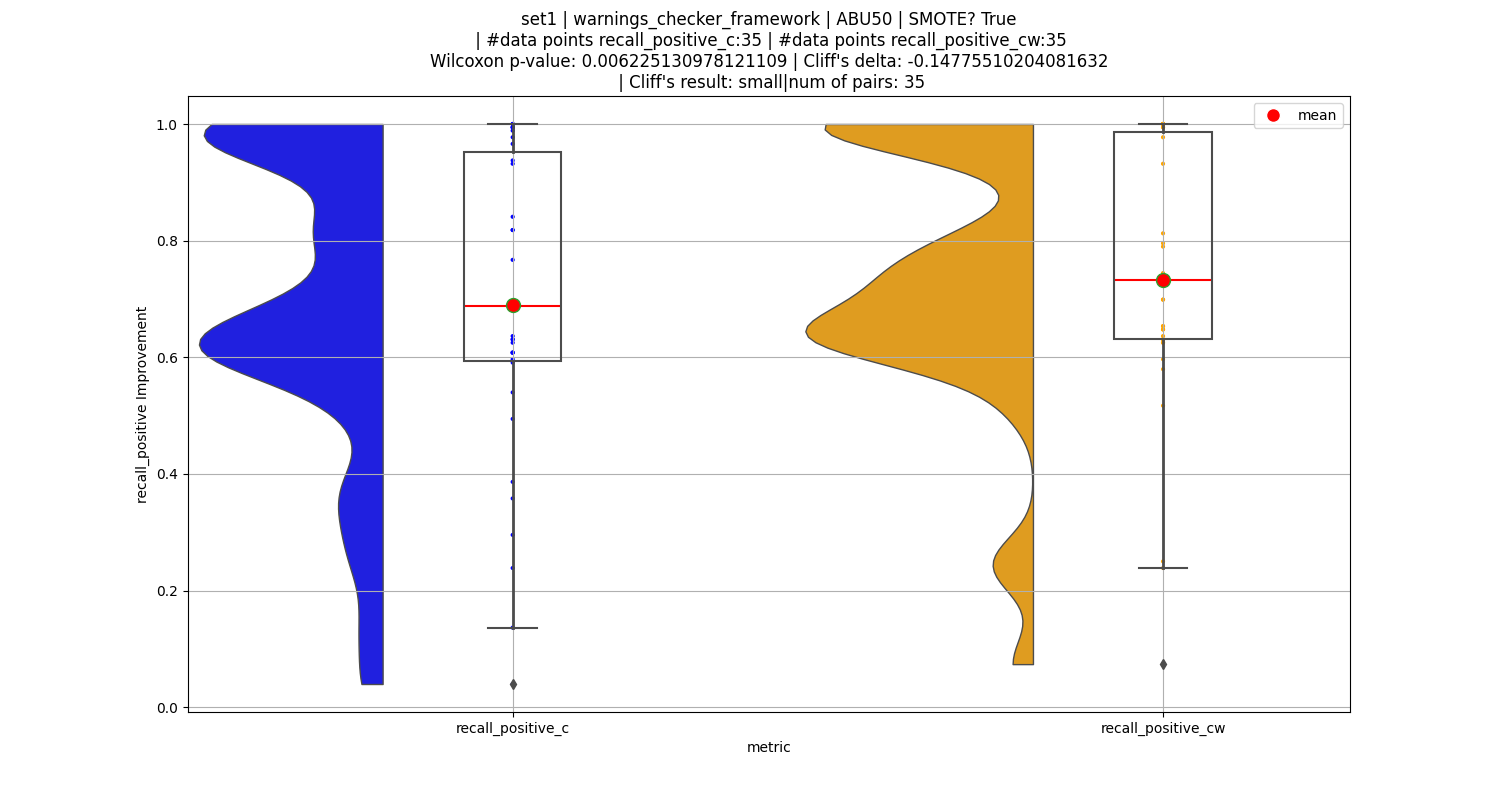 set1 | warnings_checker_framework | ABU50 | SMOTE? True
| #data points recall_positive_c:35 | #data points recall_positive_cw:35
Wilcoxon p-value: 0.006225130978121109 | Cliff's delta: -0.14775510204081632
| Cliff's result: small|num of pairs: 35
mean
1.0
0.8
0.6
0.4
0.2
0.0
recall_positive Improvement
recall_positive_c
recall_positive_cw
metric